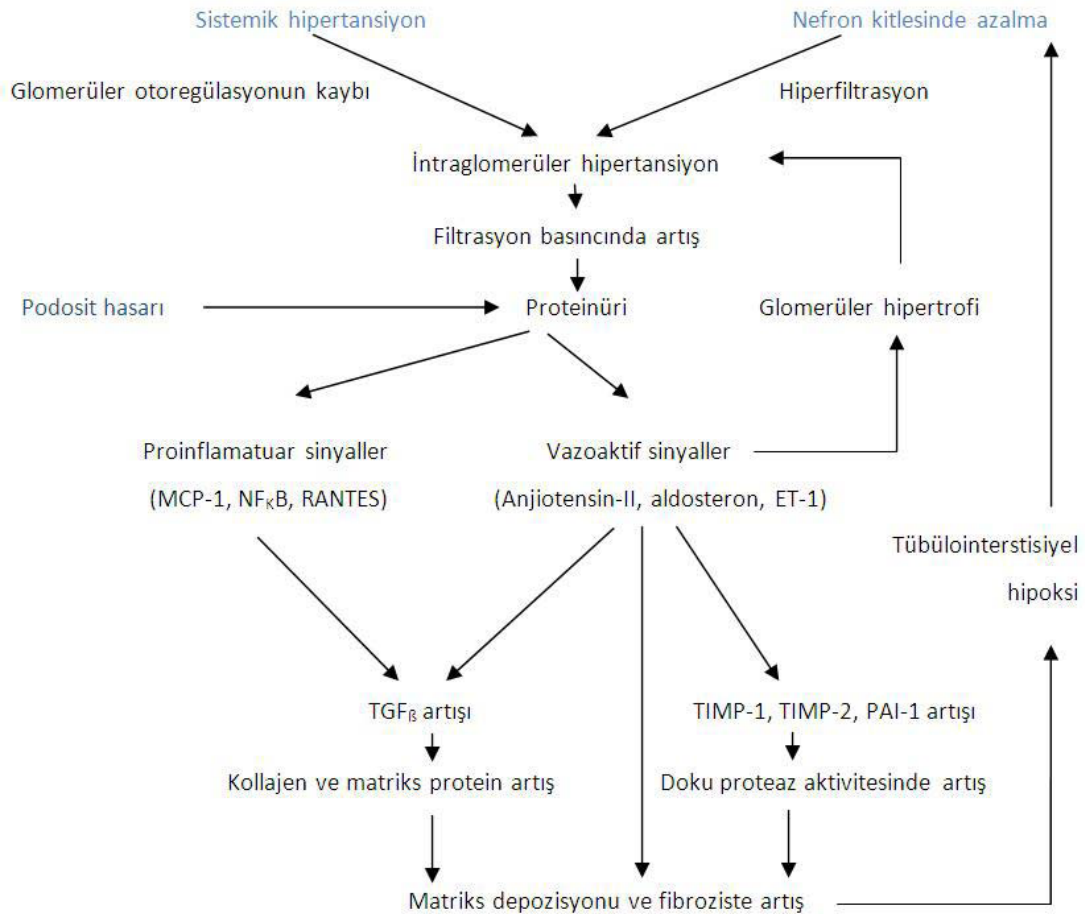 Sistemik hipertansiyon
Nefron kitlesinde azalma
Glomerüler otoregülasyonun kaybı
Hiperfiltrasyon
İntraglomerüler hipertansiyon
Filtrasyon basıncında artış
Podosit hasarı
Proteinüri
Glomerüler hipertrofi
Proinflamatuar sinyaller
(MCP-1, NFκB, RANTES)
Vazoaktif sinyaller
(Anjiotensin-II, aldosteron, ET-1)
Tübülointerstisiyel
hipoksi
TGFß artışı
TIMP-1, TIMP-2, PAI-1 artışı
Kollajen ve matriks protein artış
Doku proteaz aktivitesinde artış
Matriks depozisyonu ve fibroziste artış